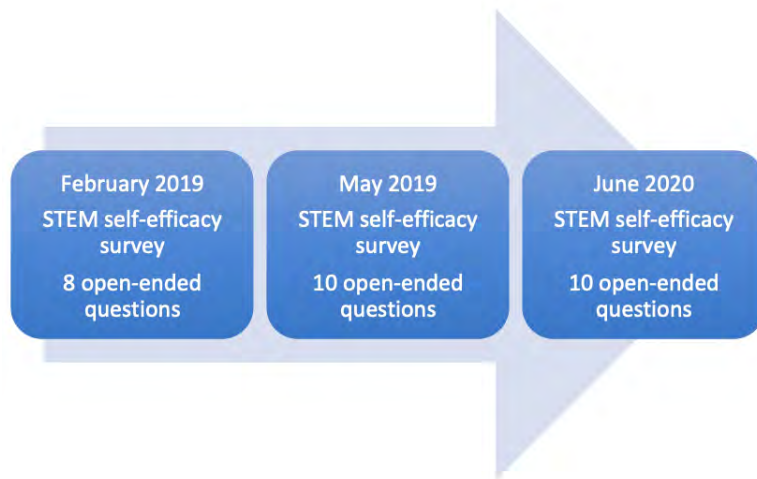 February 2019
STEM self-efficacy
survey
8 open-ended
questions
May 2019
STEM self-efficacy
survey
10 open-ended
questions
June 2020
STEM self-efficacy
survey
10 open-ended
questions